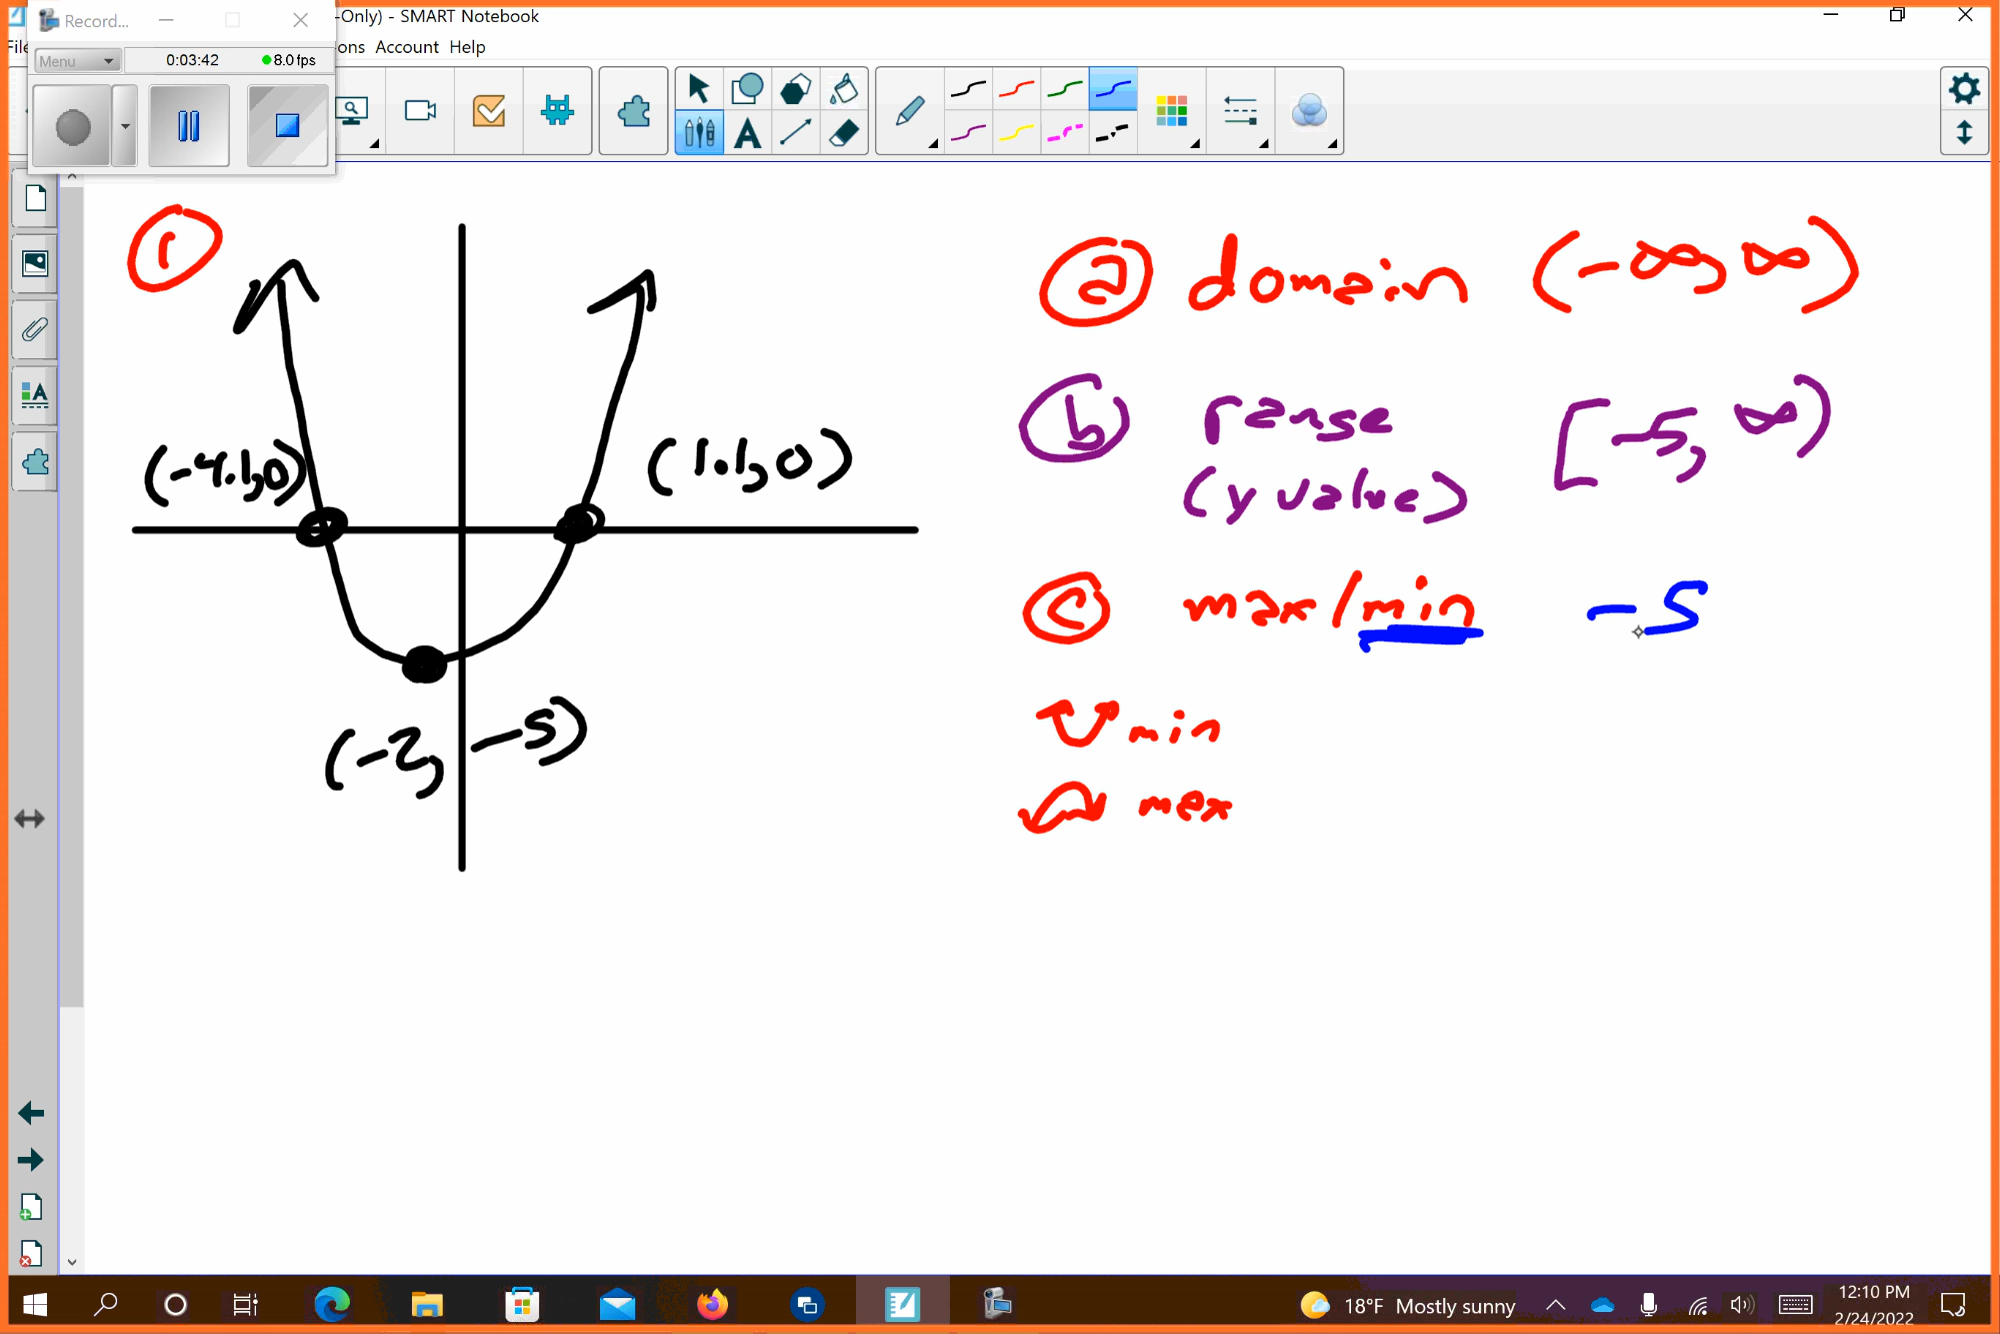 Record...
-Only) - SMART Notebook
File
ons Account Help
Menu
0:03:42
8.0 fps
A
A
1
(-4.1,0)
(1.1,0)
(-2, -5)
a domain (-∞, ∞)
b range [-5, ∞)
(y value)
c max/min -5
min
max
18°F Mostly sunny
12:10 PM
2/24/2022